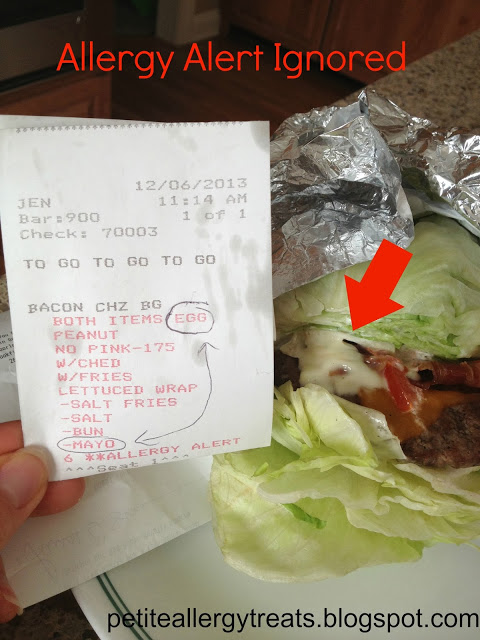 Allergy Alert Ignored
12/06/2013
JEN 11:14 AM
Bar:900 1 of 1
Check: 70003
TO GO TO GO TO GO
BACON CHZ BG
BOTH ITEMS EGG
PEANUT
NO PINK-175
W/CHED
W/FRIES
LETTUCED WRAP
-SALT FRIES
-SALT
-BUN
-MAYO
6 **ALLERGY ALERT
^^^Seat 1^^^
petiteallergytreats.blogspot.com